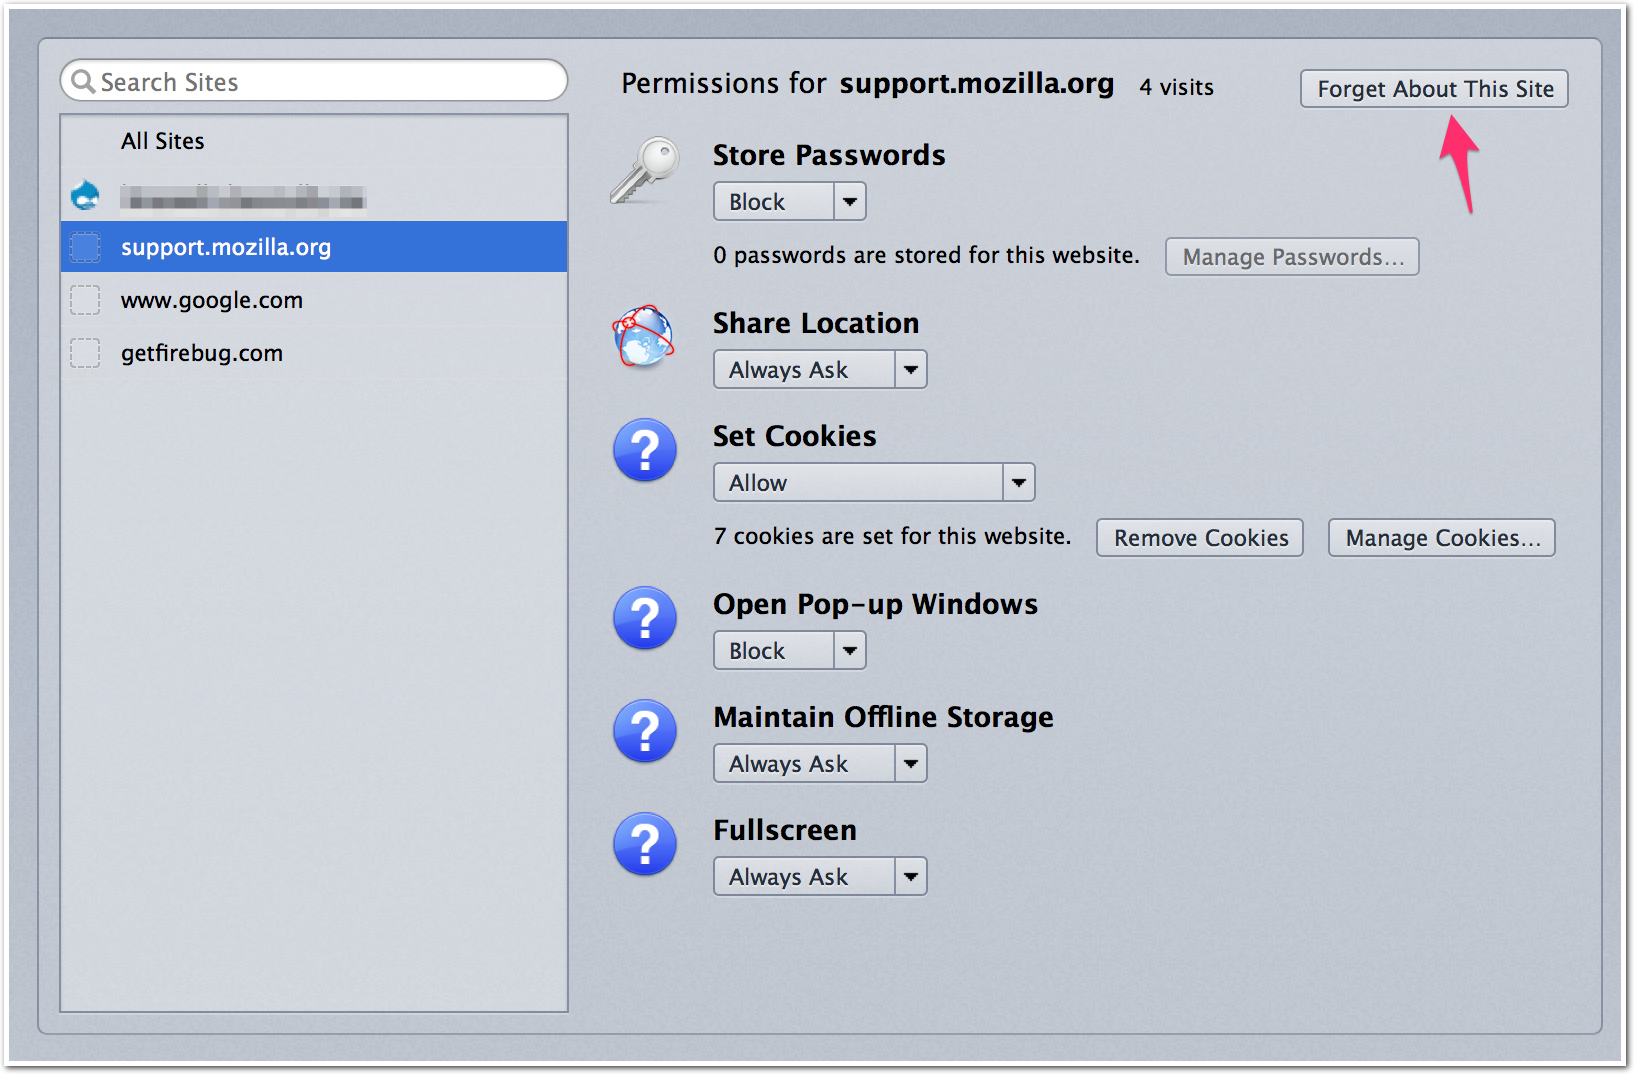 Search Sites
All Sites
support.mozilla.org
www.google.com
getfirebug.com
Permissions for support.mozilla.org 4 visits
Forget About This Site
Store Passwords
Block
0 passwords are stored for this website. Manage Passwords...
Share Location
Always Ask
Set Cookies
Allow
7 cookies are set for this website. Remove Cookies Manage Cookies...
Open Pop-up Windows
Block
Maintain Offline Storage
Always Ask
Fullscreen
Always Ask